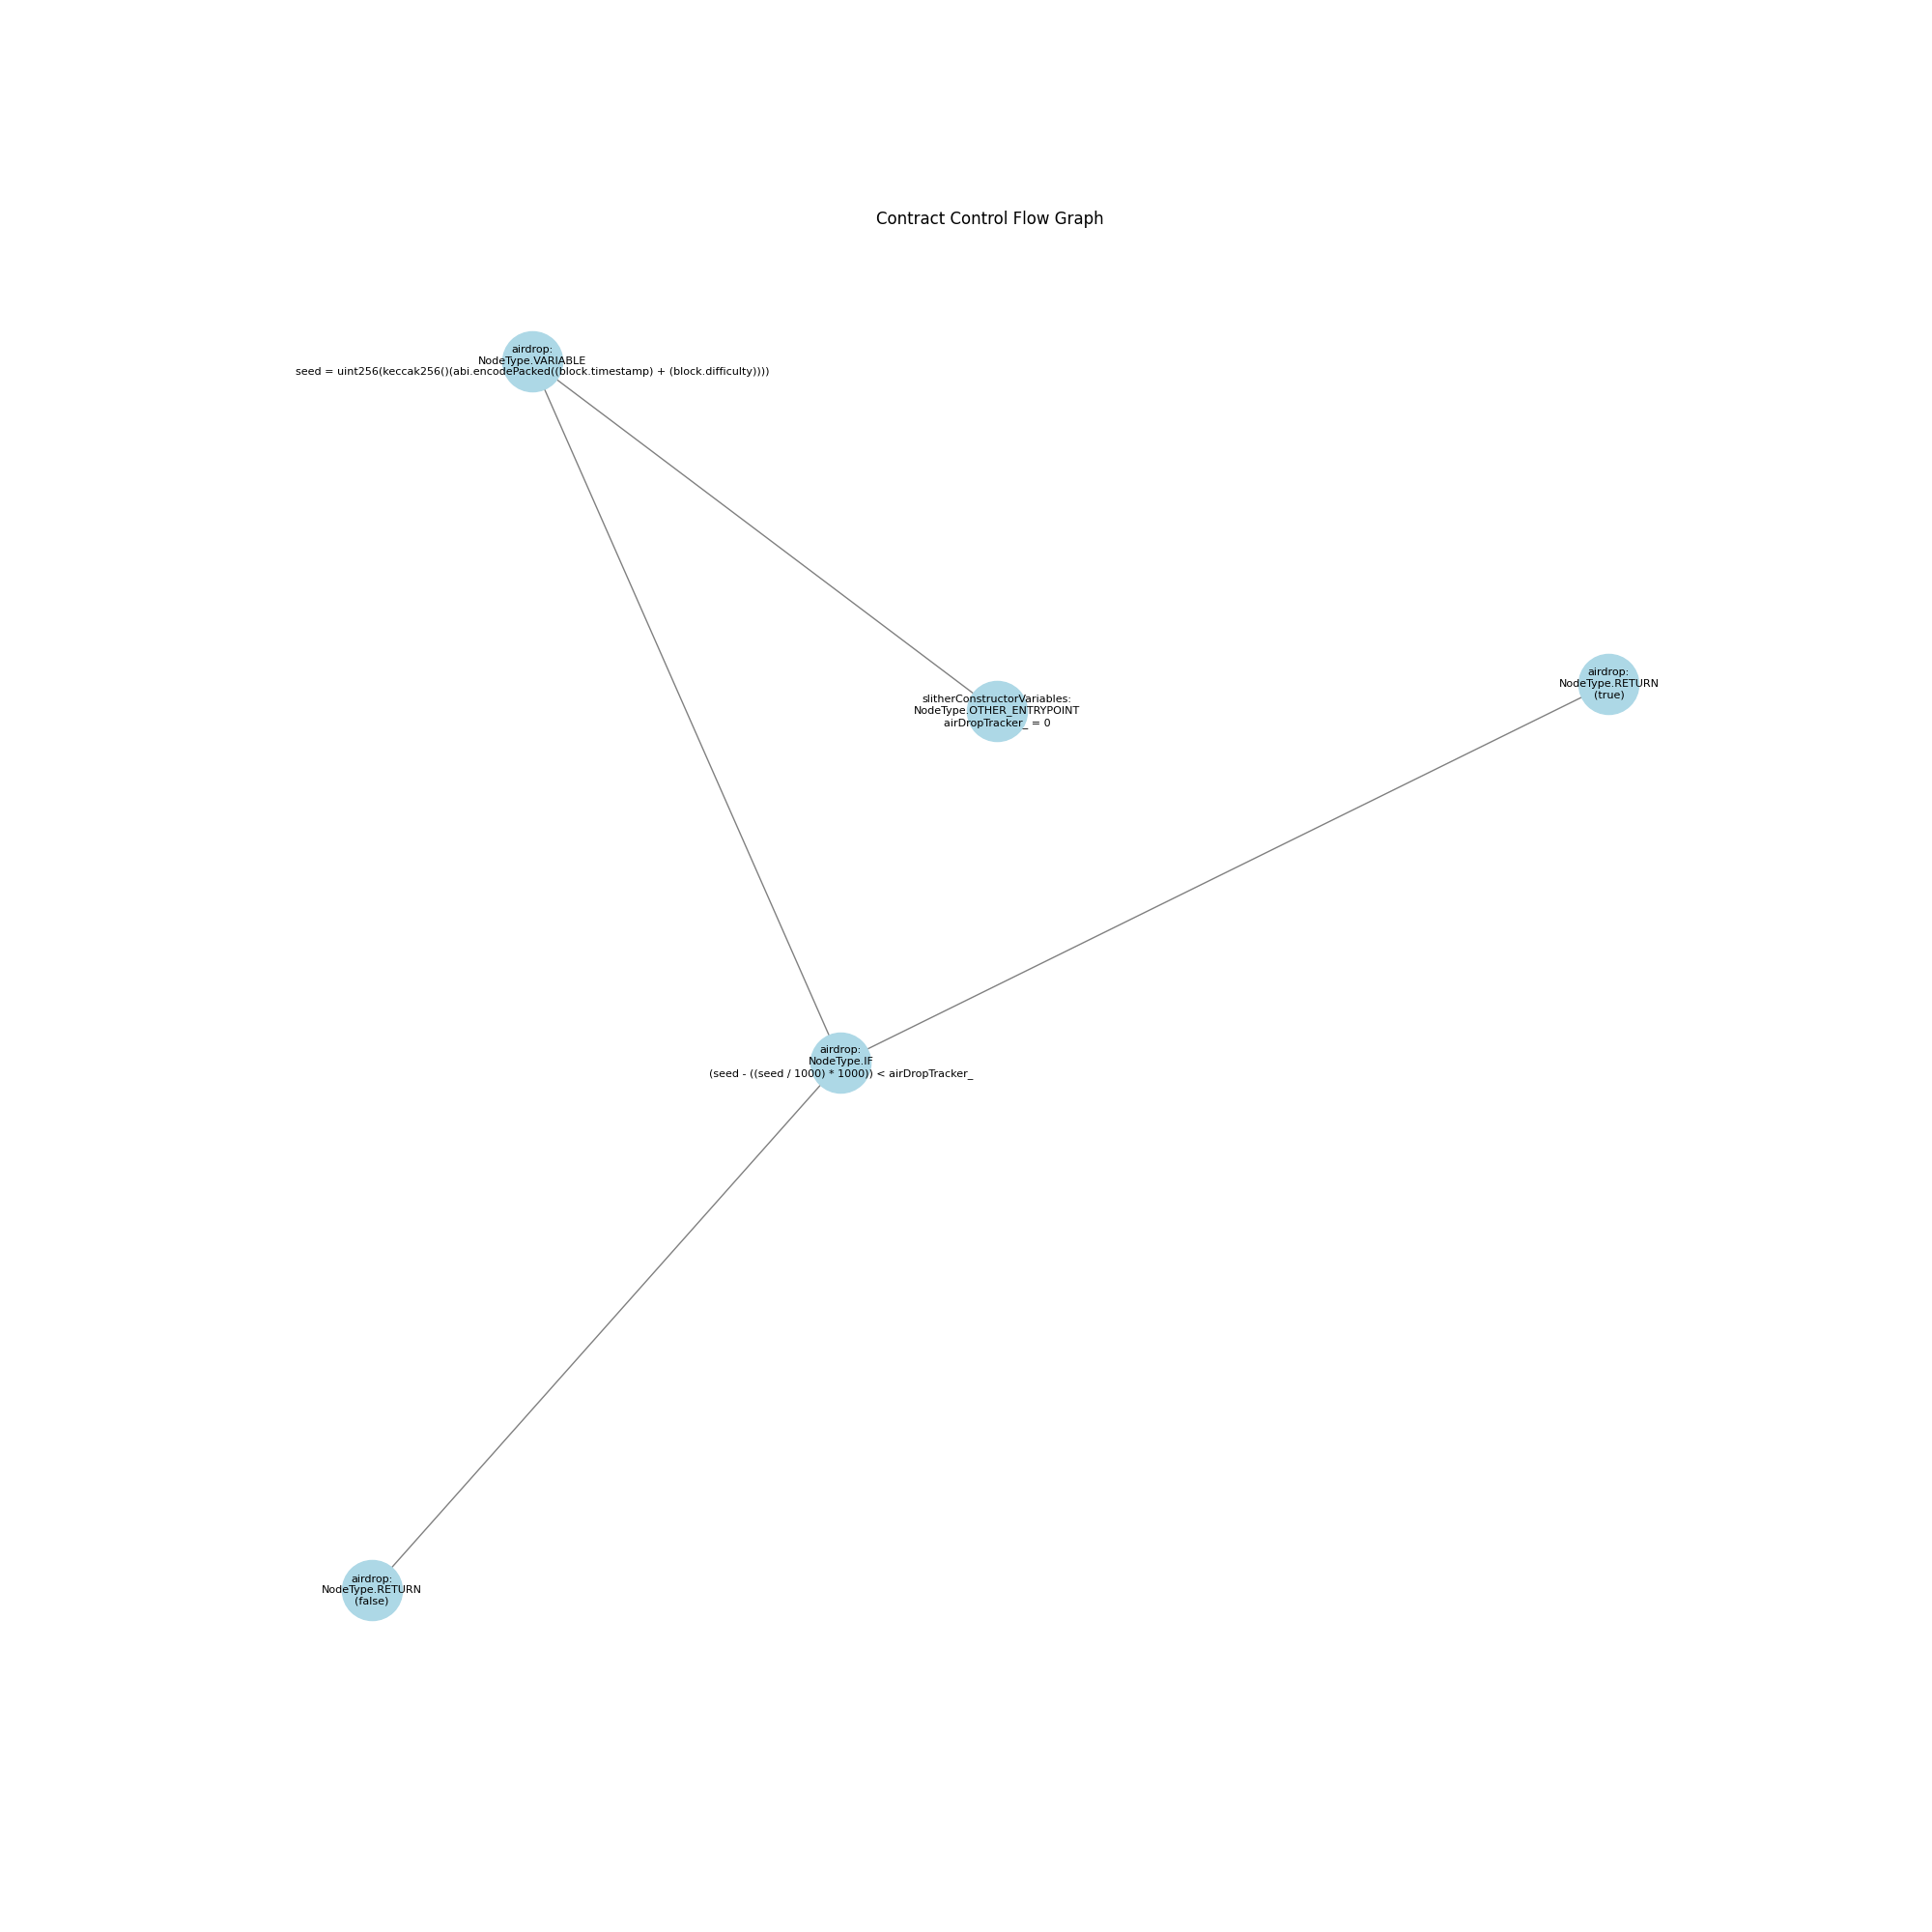 Contract Control Flow Graph
airdrop:
NodeType.VARIABLE
seed = uint256(keccak256()(abi.encodePacked((block.timestamp) + (block.difficulty))))
slitherConstructorVariables:
NodeType.OTHER_ENTRYPOINT
airDropTracker_ = 0
airdrop:
NodeType.RETURN
(true)
airdrop:
NodeType.IF
(seed - ((seed / 1000) * 1000)) < airDropTracker_
airdrop:
NodeType.RETURN
(false)